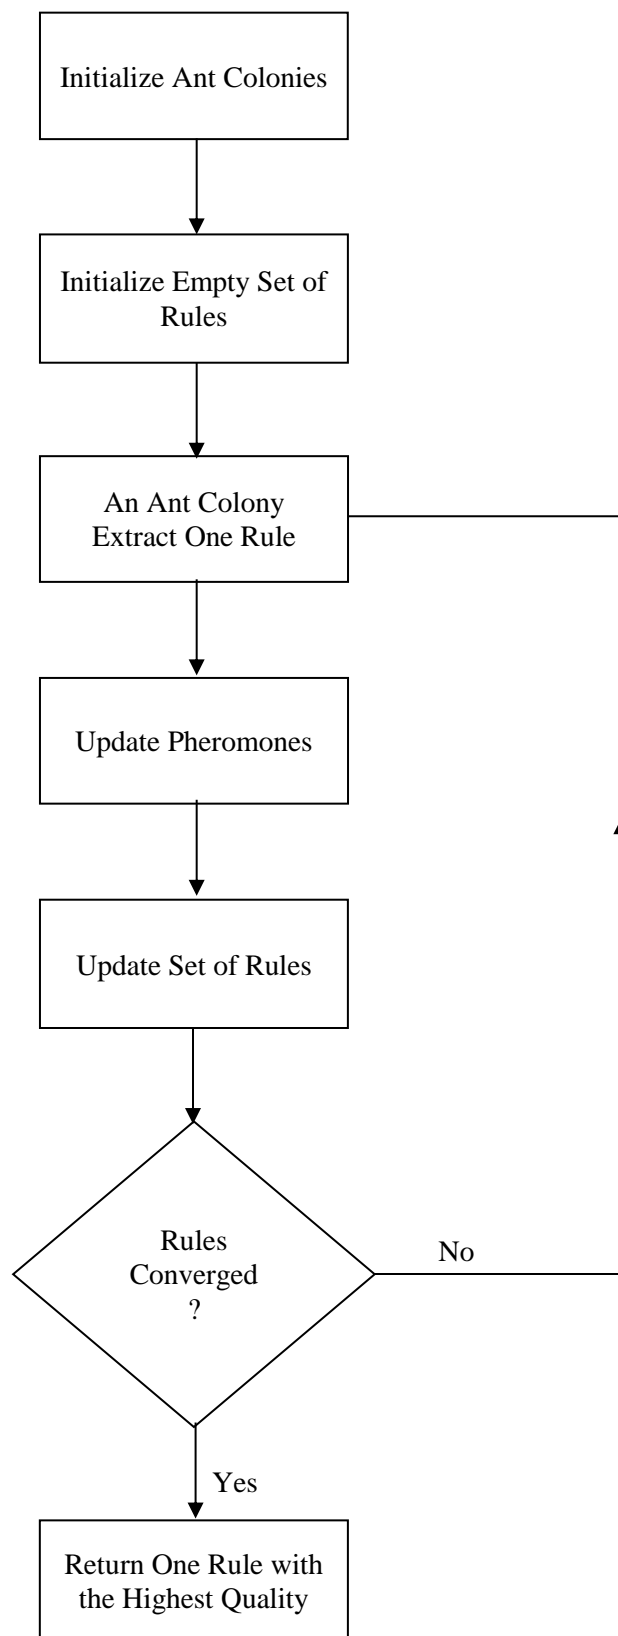 Initialize Ant Colonies
Initialize Empty Set of
Rules
An Ant Colony
Extract One Rule
Update Pheromones
Update Set of Rules
Rules
Converged
?
No
Yes
Return One Rule with
the Highest Quality